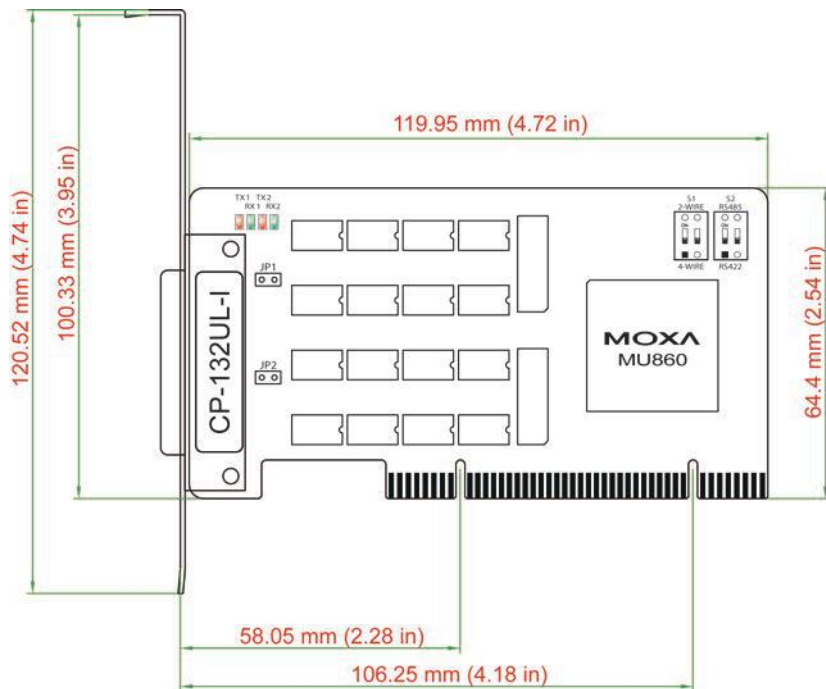 119.95 mm (4.72 in)
120.52 mm (4.74 in)
100.33 mm (3.95 in)
TX1 TX2
RX1 RX2
S1
2-WIRE
ON
4-WIRE
S2
RS485
ON
RS422
JP1
CP-132UL-I
JP2
MOXA
MU860
64.4 mm (2.54 in)
58.05 mm (2.28 in)
106.25 mm (4.18 in)